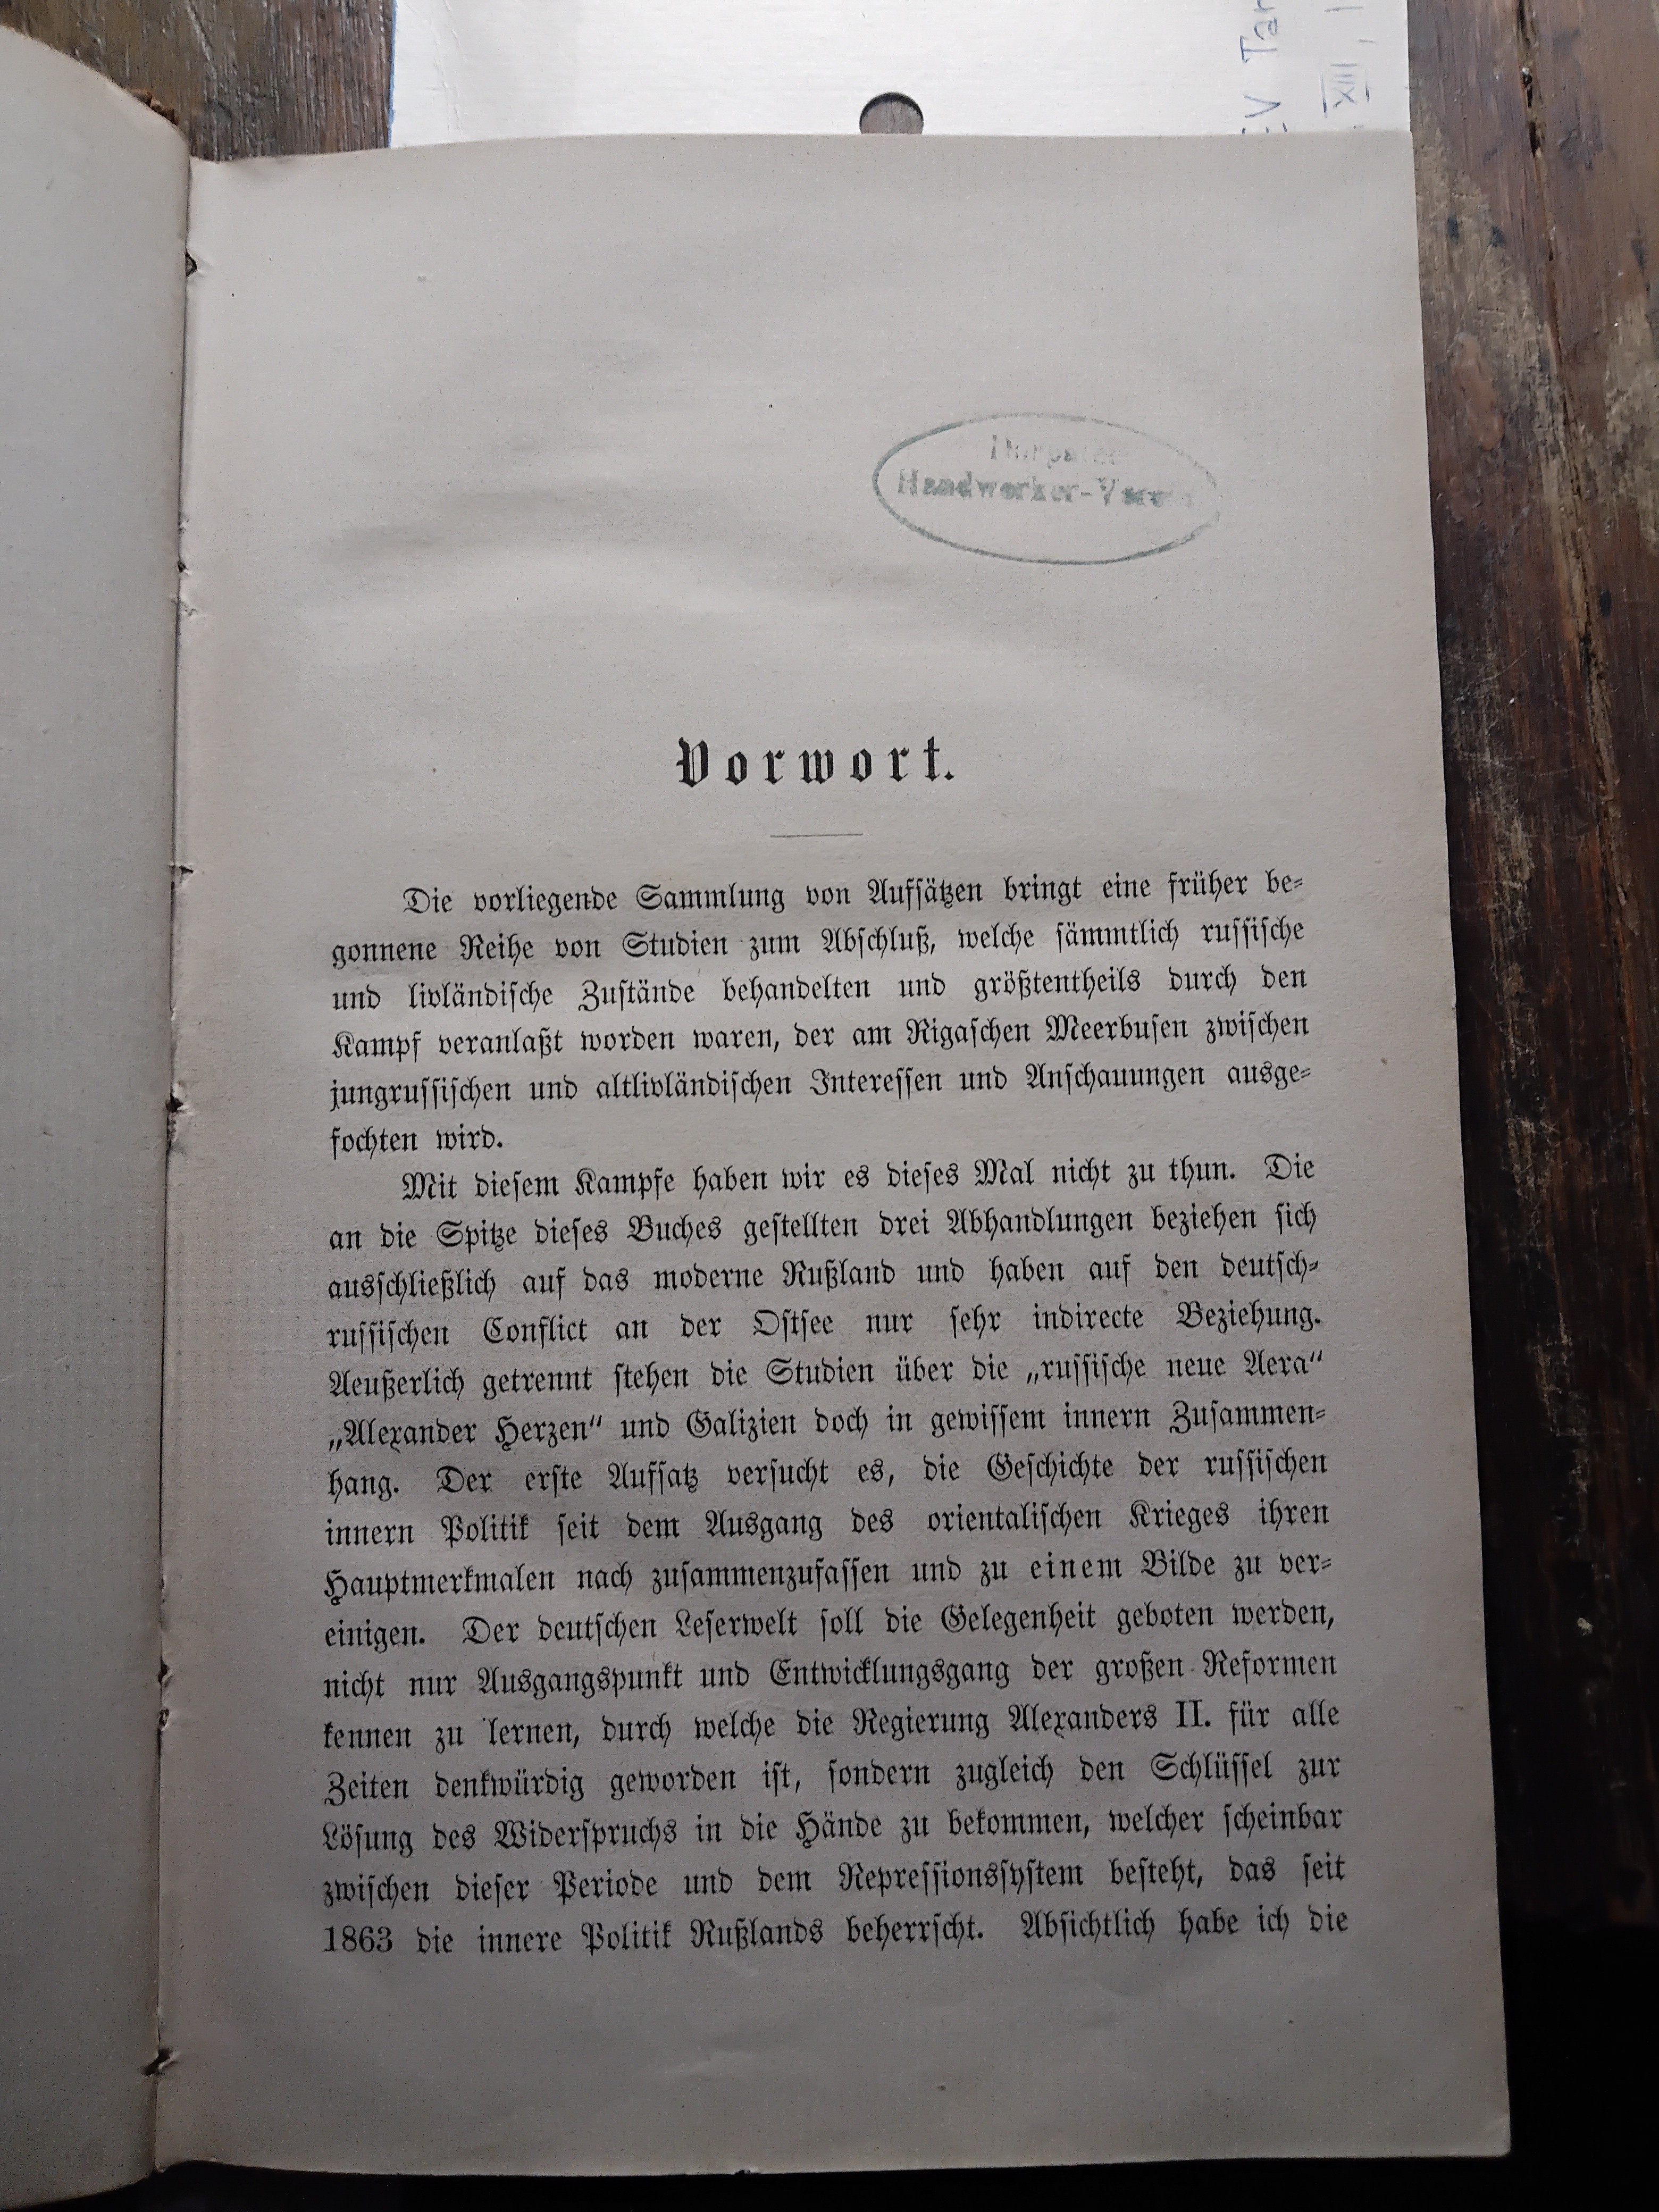 EV Tar
XIII
Dorpater
Handwerker-Verein
Vorwort.
Die vorliegende Sammlung von Aufsätzen bringt eine früher be-
gonnene Reihe von Studien zum Abschluß, welche sämmtlich russische
und livländische Zustände behandelten und größtentheils durch den
Kampf veranlaßt worden waren, der am Rigaschen Meerbusen zwischen
jungrussischen und altlivländischen Interessen und Anschauungen ausge-
fochten wird.
Mit diesem Kampfe haben wir es dieses Mal nicht zu thun. Die
an die Spitze dieses Buches gestellten drei Abhandlungen beziehen sich
ausschließlich auf das moderne Rußland und haben auf den deutsch-
russischen Conflict an der Ostsee nur sehr indirecte Beziehung.
Aeußerlich getrennt stehen die Studien über die „russische neue Aera“
„Alexander Herzen“ und Galizien doch in gewissem innern Zusammen-
hang. Der erste Aufsatz versucht es, die Geschichte der russischen
innern Politik seit dem Ausgang des orientalischen Krieges ihren
Hauptmerkmalen nach zusammenzufassen und zu einem Bilde zu ver-
einigen. Der deutschen Leserwelt soll die Gelegenheit geboten werden,
nicht nur Ausgangspunkt und Entwicklungsgang der großen Reformen
kennen zu lernen, durch welche die Regierung Alexanders II. für alle
Zeiten denkwürdig geworden ist, sondern zugleich den Schlüssel zur
Lösung des Widerspruchs in die Hände zu bekommen, welcher scheinbar
zwischen dieser Periode und dem Repressionssystem besteht, das seit
1863 die innere Politik Rußlands beherrscht. Absichtlich habe ich die